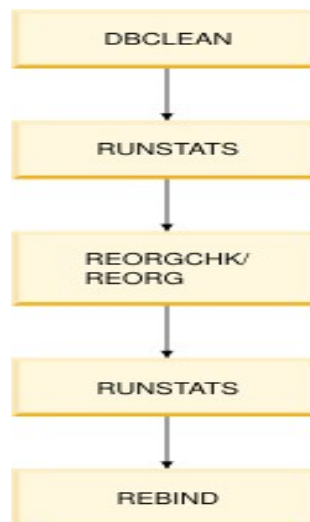 DBCLEAN
RUNSTATS
REORGCHK/
REORG
RUNSTATS
REBIND